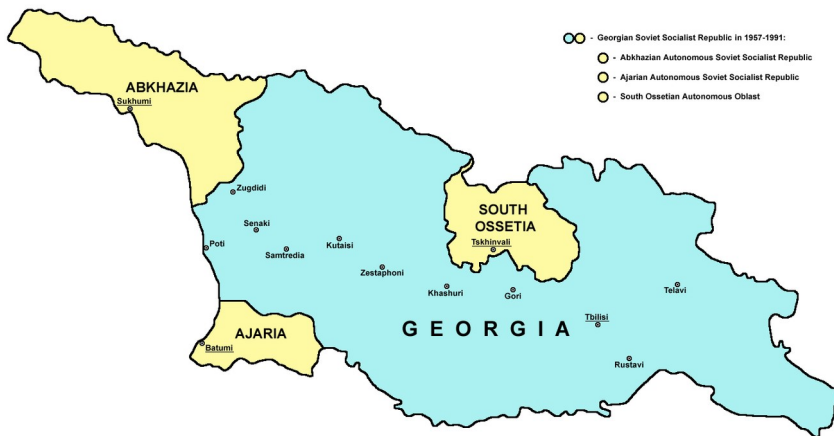 - Georgian Soviet Socialist Republic in 1957-1991:
- Abkhazian Autonomous Soviet Socialist Republic
- Ajarian Autonomous Soviet Socialist Republic
- South Ossetian Autonomous Oblast
ABKHAZIA
Sukhumi
Zugdidi
SOUTH
OSSETIA
Senaki
Poti
Samtredia
Kutaisi
Tskhinvali
Zestaphoni
Khashuri
Gori
Telavi
Tbilisi
GEORGIA
AJARIA
Batumi
Rustavi